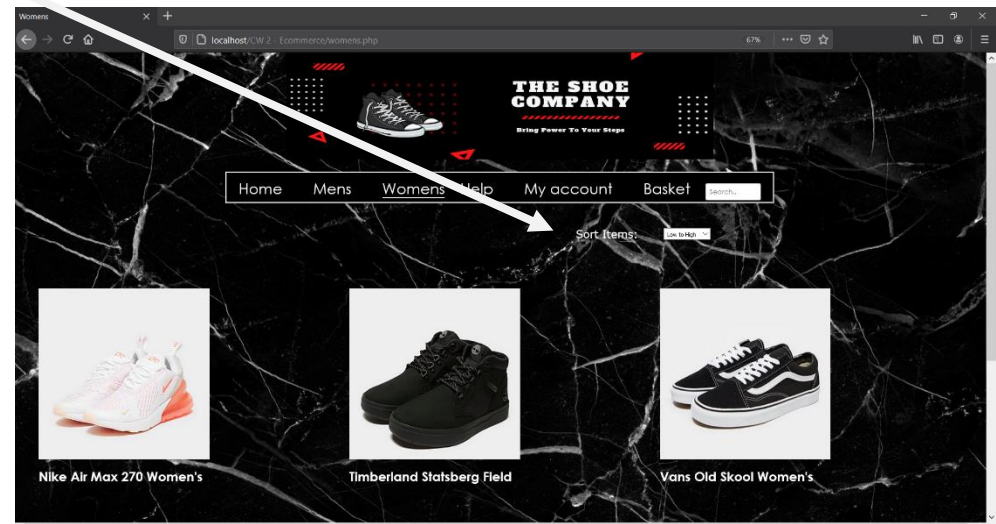 Womens
localhost/CW 2 - Ecommerce/womens.php
67%
THE SHOE
COMPANY
Bring Power To Your Steps
Home Mens Womens Help My account Basket Search..
Sort Items: Low to High
Nike Air Max 270 Women's Timberland Statsberg Field Vans Old Skool Women's